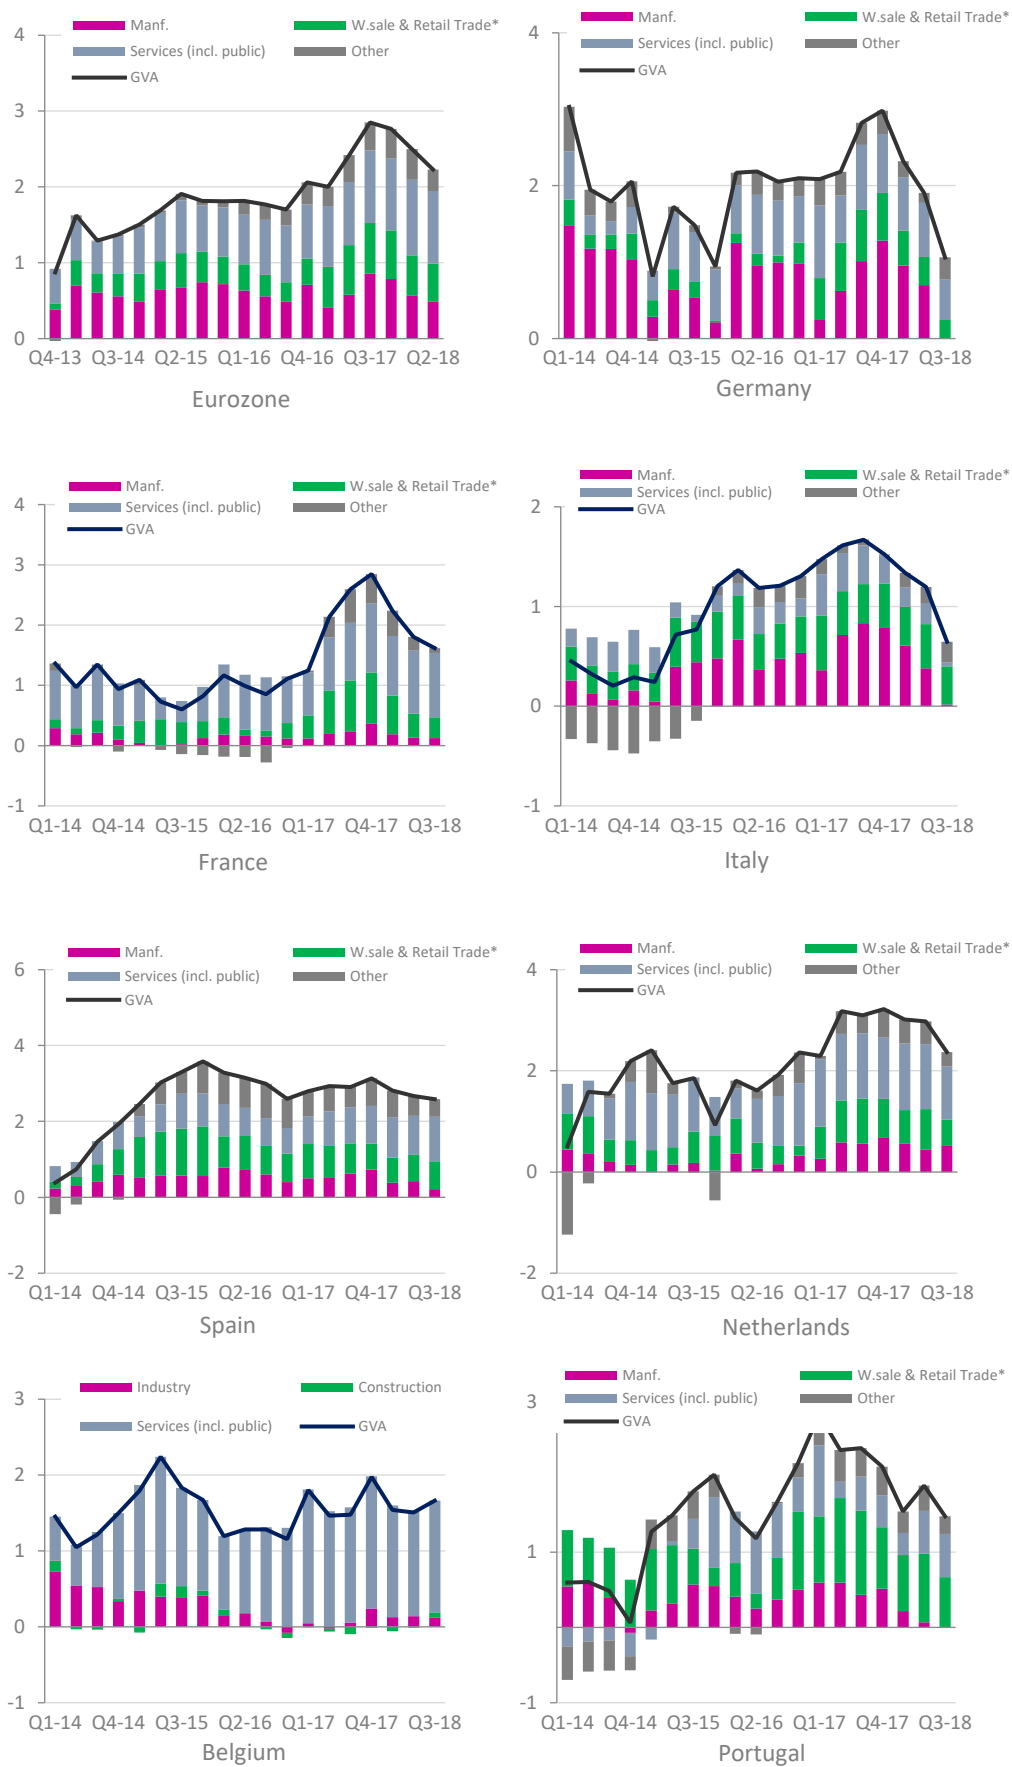 Manf.
W.sale & Retail Trade*
Services (incl. public)
Other
GVA
4
3
2
1
0
Q4-13 Q3-14 Q2-15 Q1-16 Q4-16 Q3-17 Q2-18
Eurozone
Manf.
W.sale & Retail Trade*
Services (incl. public)
Other
GVA
4
2
0
Q1-14 Q4-14 Q3-15 Q2-16 Q1-17 Q4-17 Q3-18
Germany
Manf.
W.sale & Retail Trade*
Services (incl. public)
Other
GVA
4
3
2
1
0
-1
Q1-14 Q4-14 Q3-15 Q2-16 Q1-17 Q4-17 Q3-18
France
Manf.
W.sale & Retail Trade*
Services (incl. public)
Other
GVA
2
1
0
-1
Q1-14 Q4-14 Q3-15 Q2-16 Q1-17 Q4-17 Q3-18
Italy
Manf.
W.sale & Retail Trade*
Services (incl. public)
Other
GVA
6
4
2
0
-2
Q1-14 Q4-14 Q3-15 Q2-16 Q1-17 Q4-17 Q3-18
Spain
Manf.
W.sale & Retail Trade*
Services (incl. public)
Other
GVA
4
2
0
-2
Q1-14 Q4-14 Q3-15 Q2-16 Q1-17 Q4-17 Q3-18
Netherlands
Industry
Construction
Services (incl. public)
GVA
3
2
1
0
-1
Q1-14 Q4-14 Q3-15 Q2-16 Q1-17 Q4-17 Q3-18
Belgium
Manf.
W.sale & Retail Trade*
Services (incl. public)
Other
GVA
3
1
-1
Q1-14 Q4-14 Q3-15 Q2-16 Q1-17 Q4-17 Q3-18
Portugal